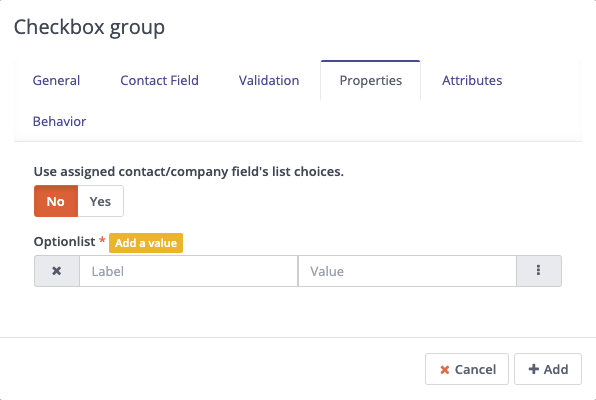 Checkbox group
General Contact Field Validation Properties Attributes
Behavior
Use assigned contact/company field's list choices.
No Yes
Optionlist * Add a value
Label Value
Cancel Add